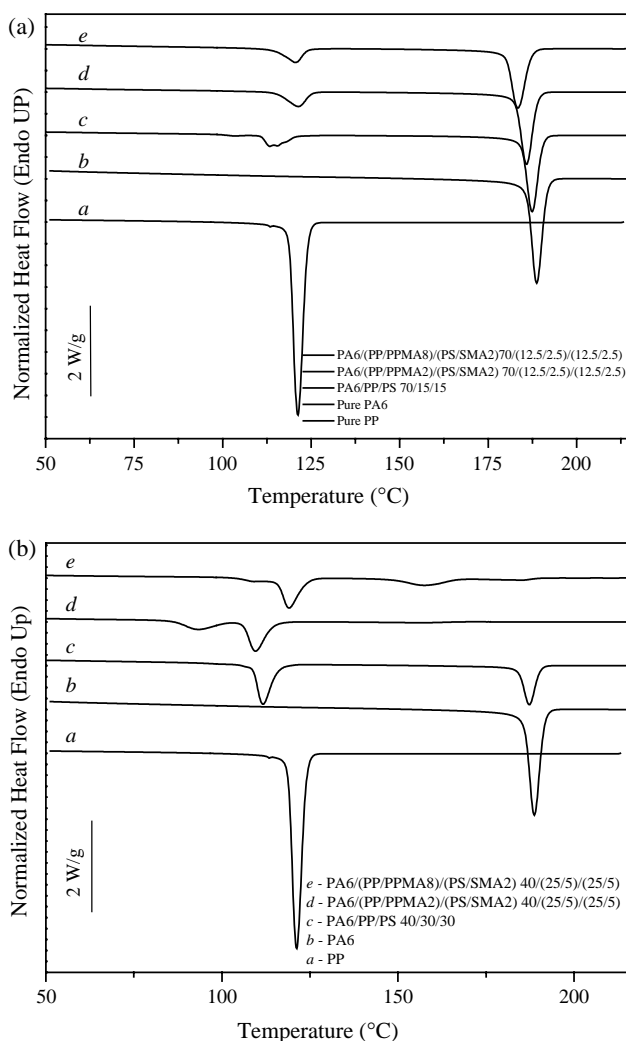 (a)
e
d
c
b
a
Normalized Heat Flow (Endo UP)
2 W/g
PA6/(PP/PPMA8)/(PS/SMA2)70/(12.5/2.5)/(12.5/2.5)
PA6/(PP/PPMA2)/(PS/SMA2) 70/(12.5/2.5)/(12.5/2.5)
PA6/PP/PS 70/15/15
Pure PA6
Pure PP
50 100 125 150 175 200
Temperature (°C)
(b)
e
d
c
b
a
Normalized Heat Flow (Endo Up)
2 W/g
e - PA6/(PP/PPMA8)/(PS/SMA2) 40/(25/5)/(25/5)
d - PA6/(PP/PPMA2)/(PS/SMA2) 40/(25/5)/(25/5)
c - PA6/PP/PS 40/30/30
b - PA6
a - PP
50 100 125 150 175 200
Temperature (°C)